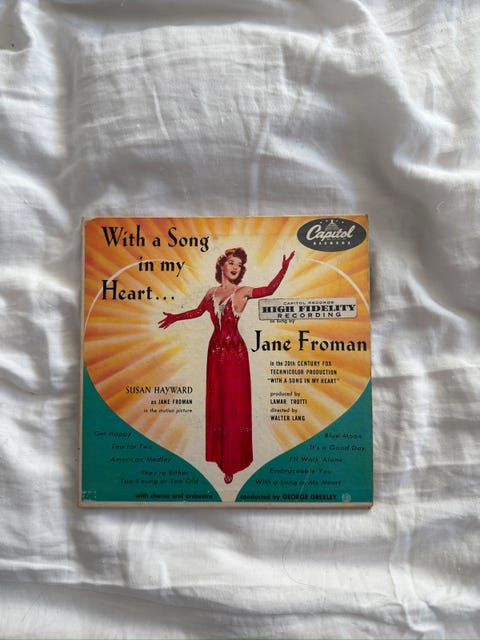 With a Song
in my
Heart...
Capitol
RECORDS
CAPITOL RECORDS
HIGH FIDELITY
RECORDING
as sung by
Jane Froman
in the 20th CENTURY FOX
TECHNICOLOR PRODUCTION
"WITH A SONG IN MY HEART"
produced by
LAMAR TROTTI
directed by
WALTER LANG
SUSAN HAYWARD
as JANE FROMAN
in the motion picture
Get Happy
Tea for Two
American Medley
They're Either
Too Young or Too Old
Blue Moon
It's a Good Day
I'll Walk Alone
Embraceable You
With a Song in My Heart
with chorus and orchestra conducted by GEORGE GREELEY